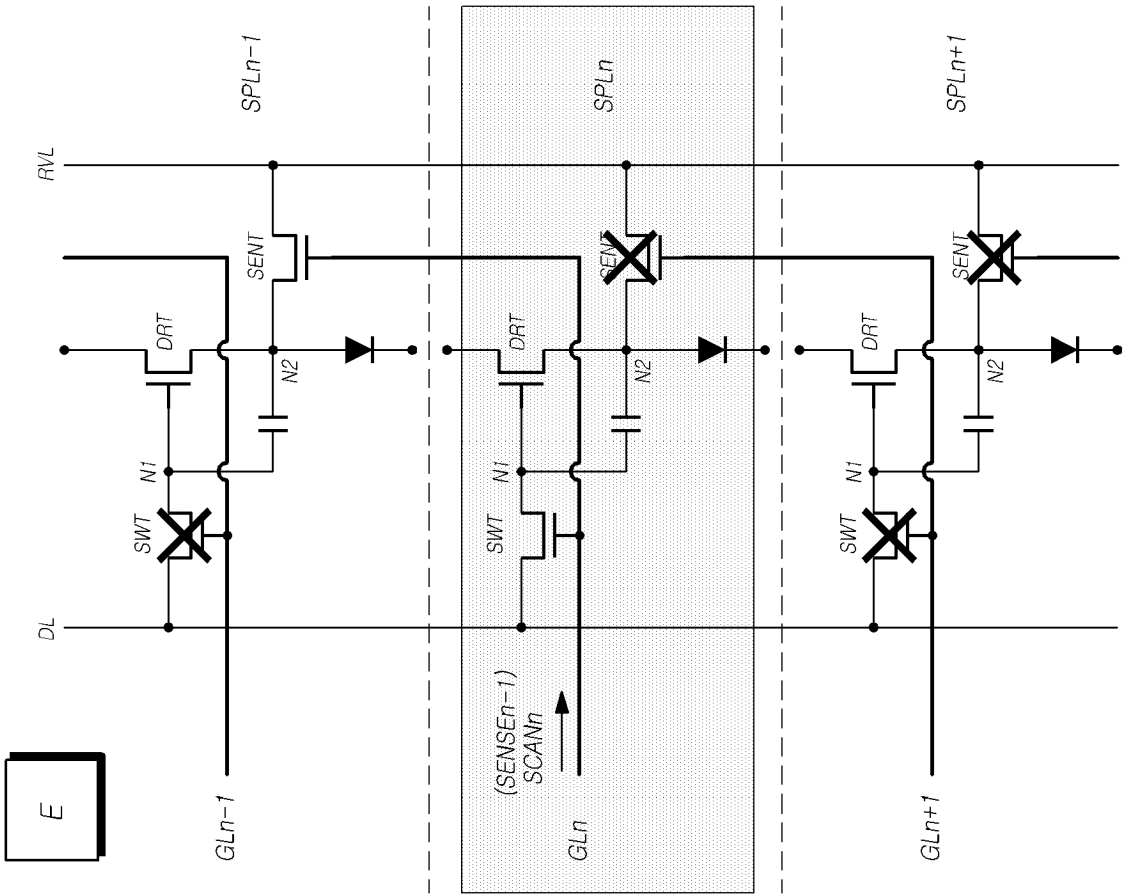 E
DL
RVL
SPLn-1
SWT
N1
DRT
N2
SENT
GLn-1
SPLn
(SENSEn-1)
SCANn
SWT
N1
DRT
N2
SENT
GLn
SPLn+1
SWT
N1
DRT
N2
SENT
GLn+1